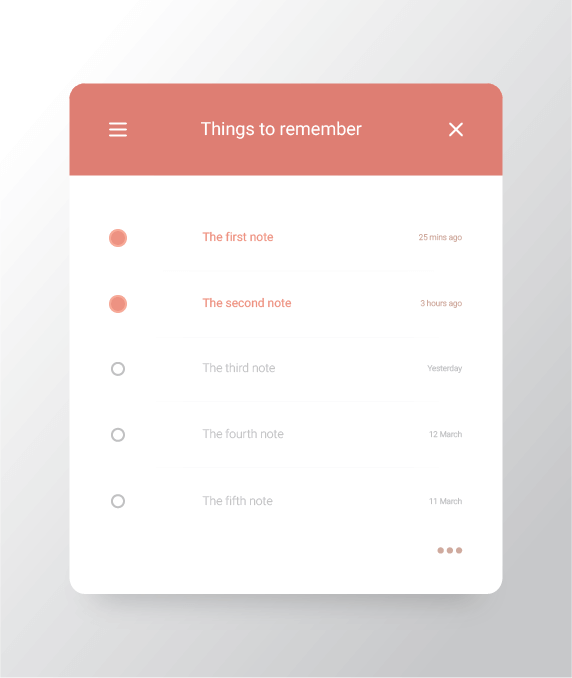 Things to remember
The first note 25 mins ago
The second note 3 hours ago
The third note Yesterday
The fourth note 12 March
The fifth note 11 March